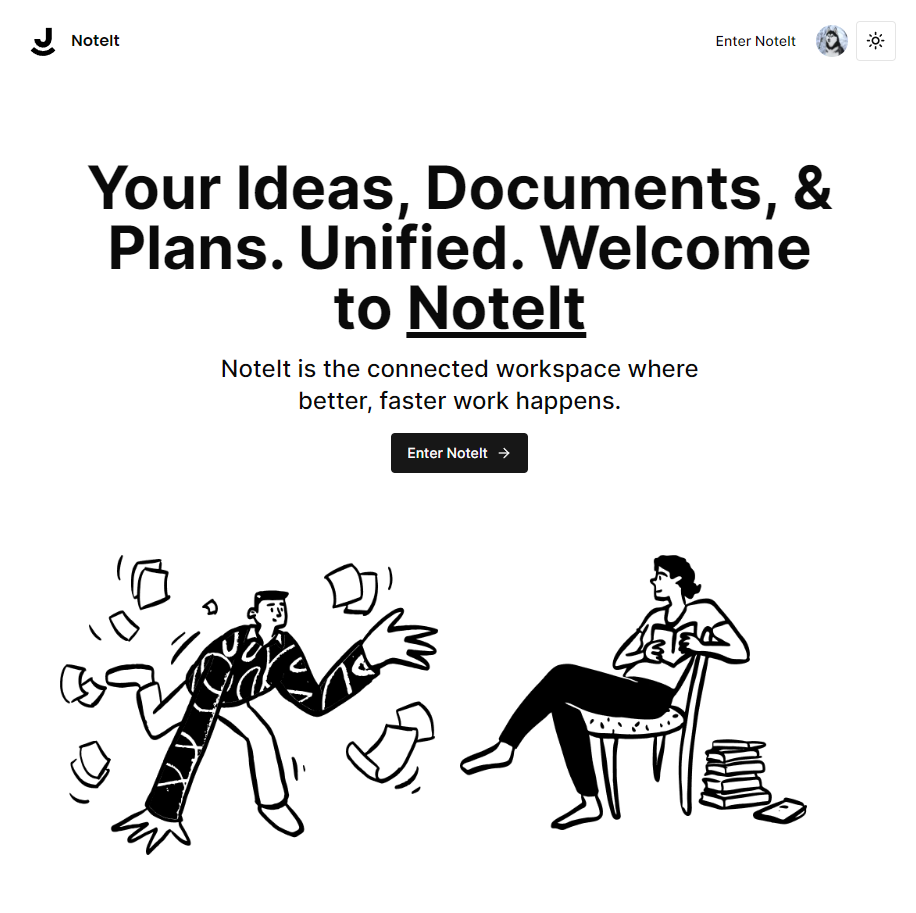 NoteIt
Enter NoteIt
Your Ideas, Documents, &
Plans. Unified. Welcome
to NoteIt
NoteIt is the connected workspace where
better, faster work happens.
Enter NoteIt